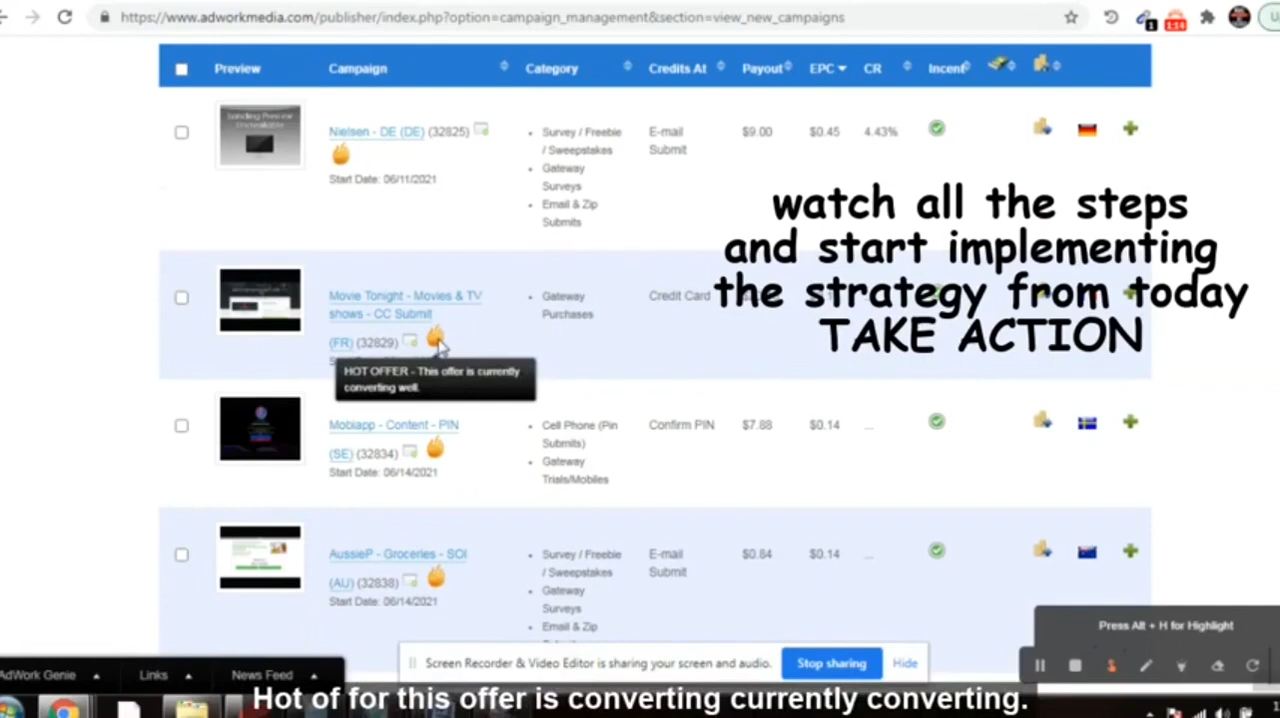 https://www.adworkmedia.com/publisher/index.php?option=campaign_management&section=view_new_campaigns
1
1:14
Preview Campaign Category Credits At Payout EPC CR Incent
Landing Preview
Unavailable
Nielsen - DE (DE) (32825)
Start Date: 06/11/2021
Survey / Freebie
/ Sweepstakes
Gateway
Surveys
Email & Zip
Submits
E-mail
Submit
$9.00 $0.45 4.43%
watch all the steps
and start implementing
the strategy from today
TAKE ACTION
Movie Tonight - Movies & TV
shows - CC Submit
(FR) (32829)
Gateway
Purchases
Credit Card
HOT OFFER - This offer is currently
converting well.
Mobiapp - Content - PIN
(SE) (32834)
Start Date: 06/14/2021
Cell Phone (Pin
Submits)
Gateway
Trials/Mobiles
Confirm PIN $7.88 $0.14 ...
AussieP - Groceries - SOI
(AU) (32838)
Start Date: 06/14/2021
Survey / Freebie
/ Sweepstakes
Gateway
Surveys
Email & Zip
E-mail
Submit
$0.84 $0.14 ...
Press Alt + H for Highlight
Screen Recorder & Video Editor is sharing your screen and audio. Stop sharing Hide
AdWork Genie Links News Feed
Hot of for this offer is converting currently converting.